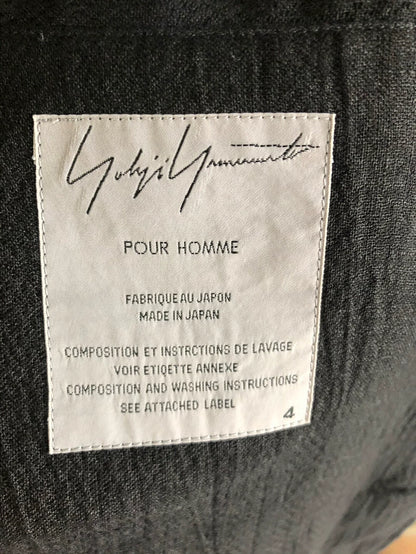 Yohji Yamamoto
POUR HOMME
FABRIQUE AU JAPON
MADE IN JAPAN
COMPOSITION ET INSTRCTIONS DE LAVAGE
VOIR ETIQETTE ANNEXE
COMPOSITION AND WASHING INSTRUCTIONS
SEE ATTACHED LABEL
4